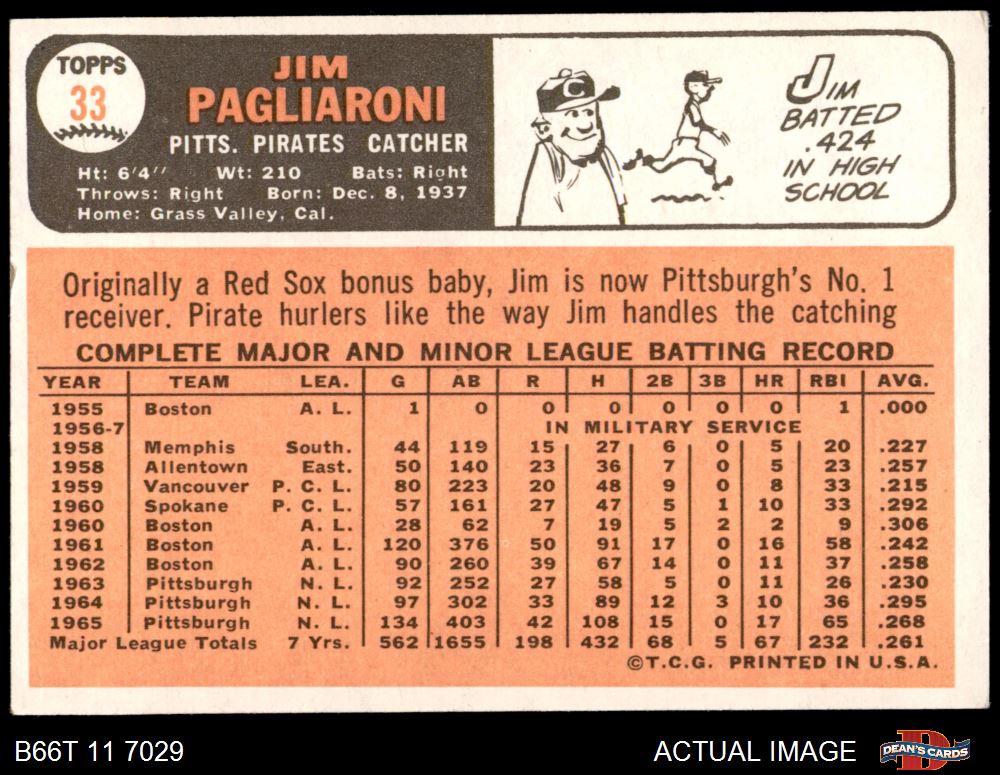 TOPPS
33
JIM
PAGLIARONI
PITTS. PIRATES CATCHER
Ht: 6'4" Wt: 210 Bats: Right
Throws: Right Born: Dec. 8, 1937
Home: Grass Valley, Cal.
C
JIM
BATTED
.424
IN HIGH
SCHOOL
Originally a Red Sox bonus baby, Jim is now Pittsburgh's No. 1
receiver. Pirate hurlers like the way Jim handles the catching
COMPLETE MAJOR AND MINOR LEAGUE BATTING RECORD
YEAR TEAM LEA. G AB R H 2B 3B HR RBI AVG.
1955 Boston A. L. 1 0 0 0 0 0 0 1 .000
1956-7 IN MILITARY SERVICE
1958 Memphis South. 44 119 15 27 6 0 5 20 .227
1958 Allentown East. 50 140 23 36 7 0 5 23 .257
1959 Vancouver P. C. L. 80 223 20 48 9 0 8 33 .215
1960 Spokane P. C. L. 57 161 27 47 5 1 10 33 .292
1960 Boston A. L. 28 62 7 19 5 2 2 9 .306
1961 Boston A. L. 120 376 50 91 17 0 16 58 .242
1962 Boston A. L. 90 260 39 67 14 0 11 37 .258
1963 Pittsburgh N. L. 92 252 27 58 5 0 11 26 .230
1964 Pittsburgh N. L. 97 302 33 89 12 3 10 36 .295
1965 Pittsburgh N. L. 134 403 42 108 15 0 17 65 .268
Major League Totals 7 Yrs. 562 1655 198 432 68 5 67 232 .261
©T.C.G. PRINTED IN U.S.A.
B66T 11 7029
ACTUAL IMAGE
D
DEAN'S CARDS